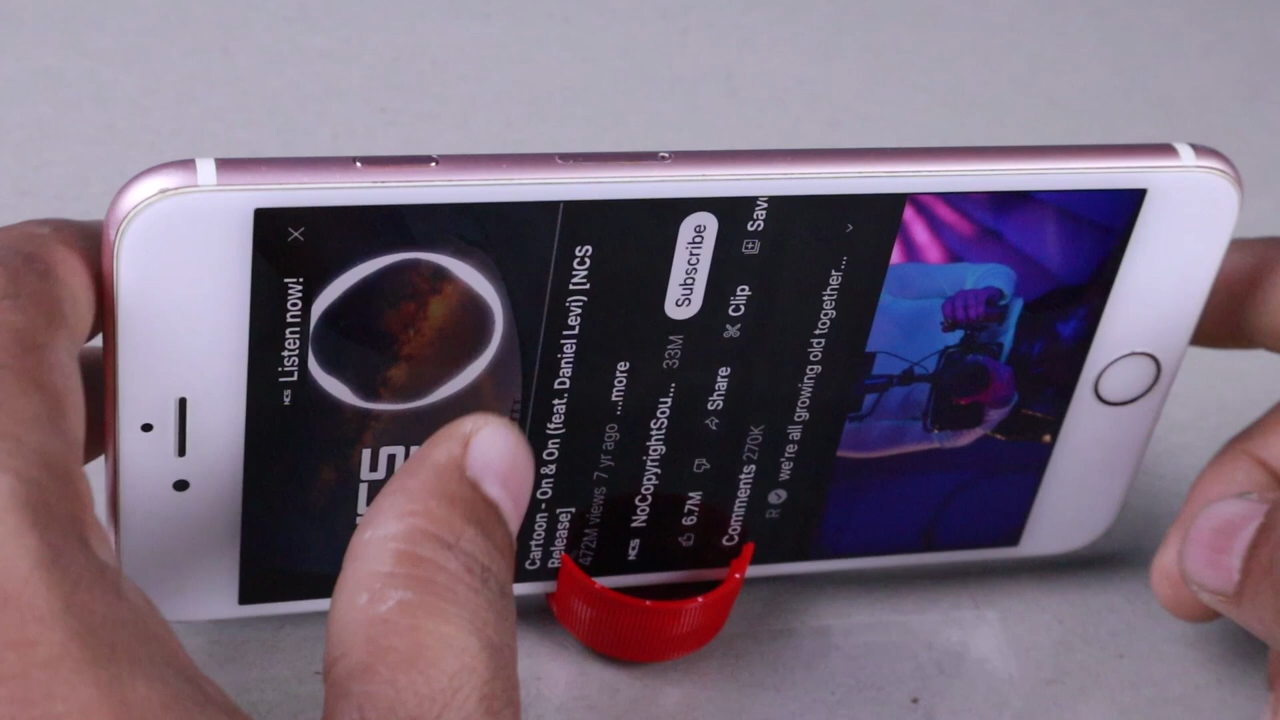 NCS Listen now!
NCS
Cartoon - On & On (feat. Daniel Levi) [NCS
Release]
472M views 7 yr ago ...more
NCS NoCopyrightSou... 33M Subscribe
6.7M Share Clip Save
Comments 270K
R we're all growing old together...